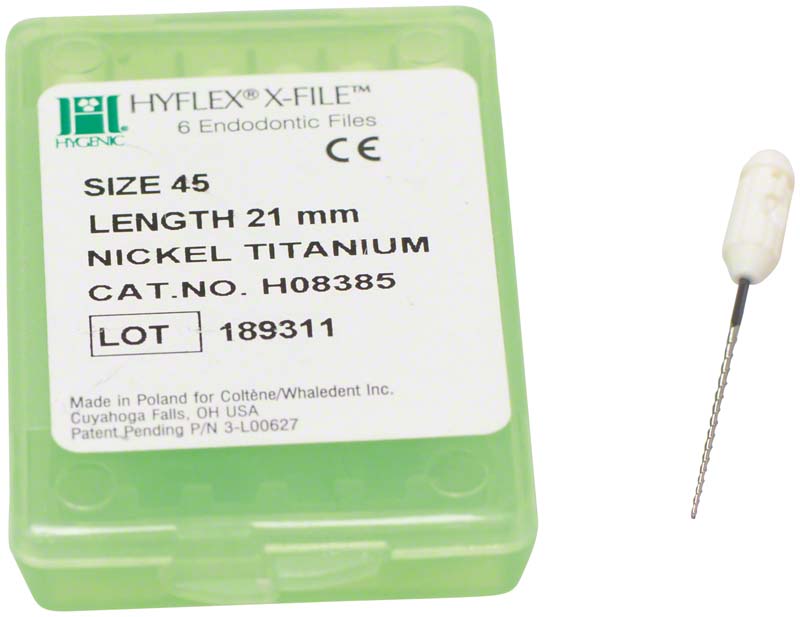 HYFLEX® X-FILE™
6 Endodontic Files
HYGENIC®
CE
SIZE 45
LENGTH 21 mm
NICKEL TITANIUM
CAT.NO. H08385
LOT 189311
Made in Poland for Coltène/Whaledent Inc.
Cuyahoga Falls, OH USA
Patent Pending P/N 3-L00627